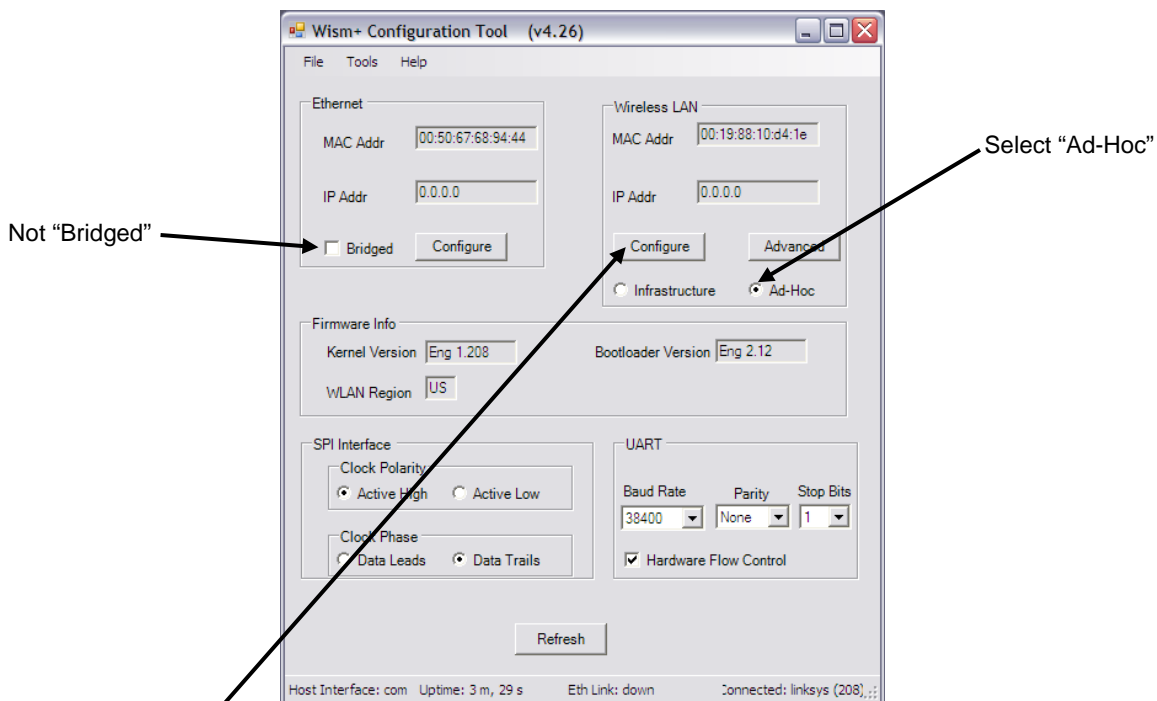 Wism+ Configuration Tool (v4.26)
File Tools Help
Ethernet
MAC Addr 00:50:67:68:94:44
IP Addr 0.0.0.0
Bridged Configure
Wireless LAN
MAC Addr 00:19:88:10:d4:1e
IP Addr 0.0.0.0
Configure Advanced
Infrastructure Ad-Hoc
Select “Ad-Hoc”
Not “Bridged”
Firmware Info
Kernel Version Eng 1.208 Bootloader Version Eng 2.12
WLAN Region US
SPI Interface
Clock Polarity
Active High Active Low
Clock Phase
Data Leads Data Trails
UART
Baud Rate Parity Stop Bits
38400 None 1
Hardware Flow Control
Refresh
Host Interface: com Uptime: 3 m, 29 s Eth Link: down Connected: linksys (208)